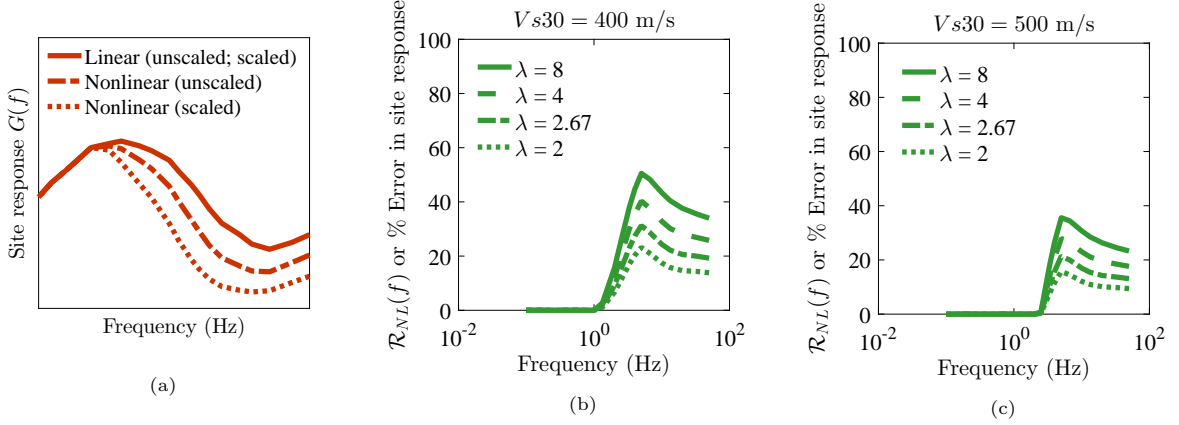 Site response G(f)
Linear (unscaled; scaled)
Nonlinear (unscaled)
Nonlinear (scaled)
Frequency (Hz)
(a)
Vs30 = 400 m/s
R_NL(f) or % Error in site response
100
80
60
40
20
0
λ = 8
λ = 4
λ = 2.67
λ = 2
10^-2
10^0
10^2
Frequency (Hz)
(b)
Vs30 = 500 m/s
R_NL(f) or % Error in site response
100
80
60
40
20
0
λ = 8
λ = 4
λ = 2.67
λ = 2
10^-2
10^0
10^2
Frequency (Hz)
(c)